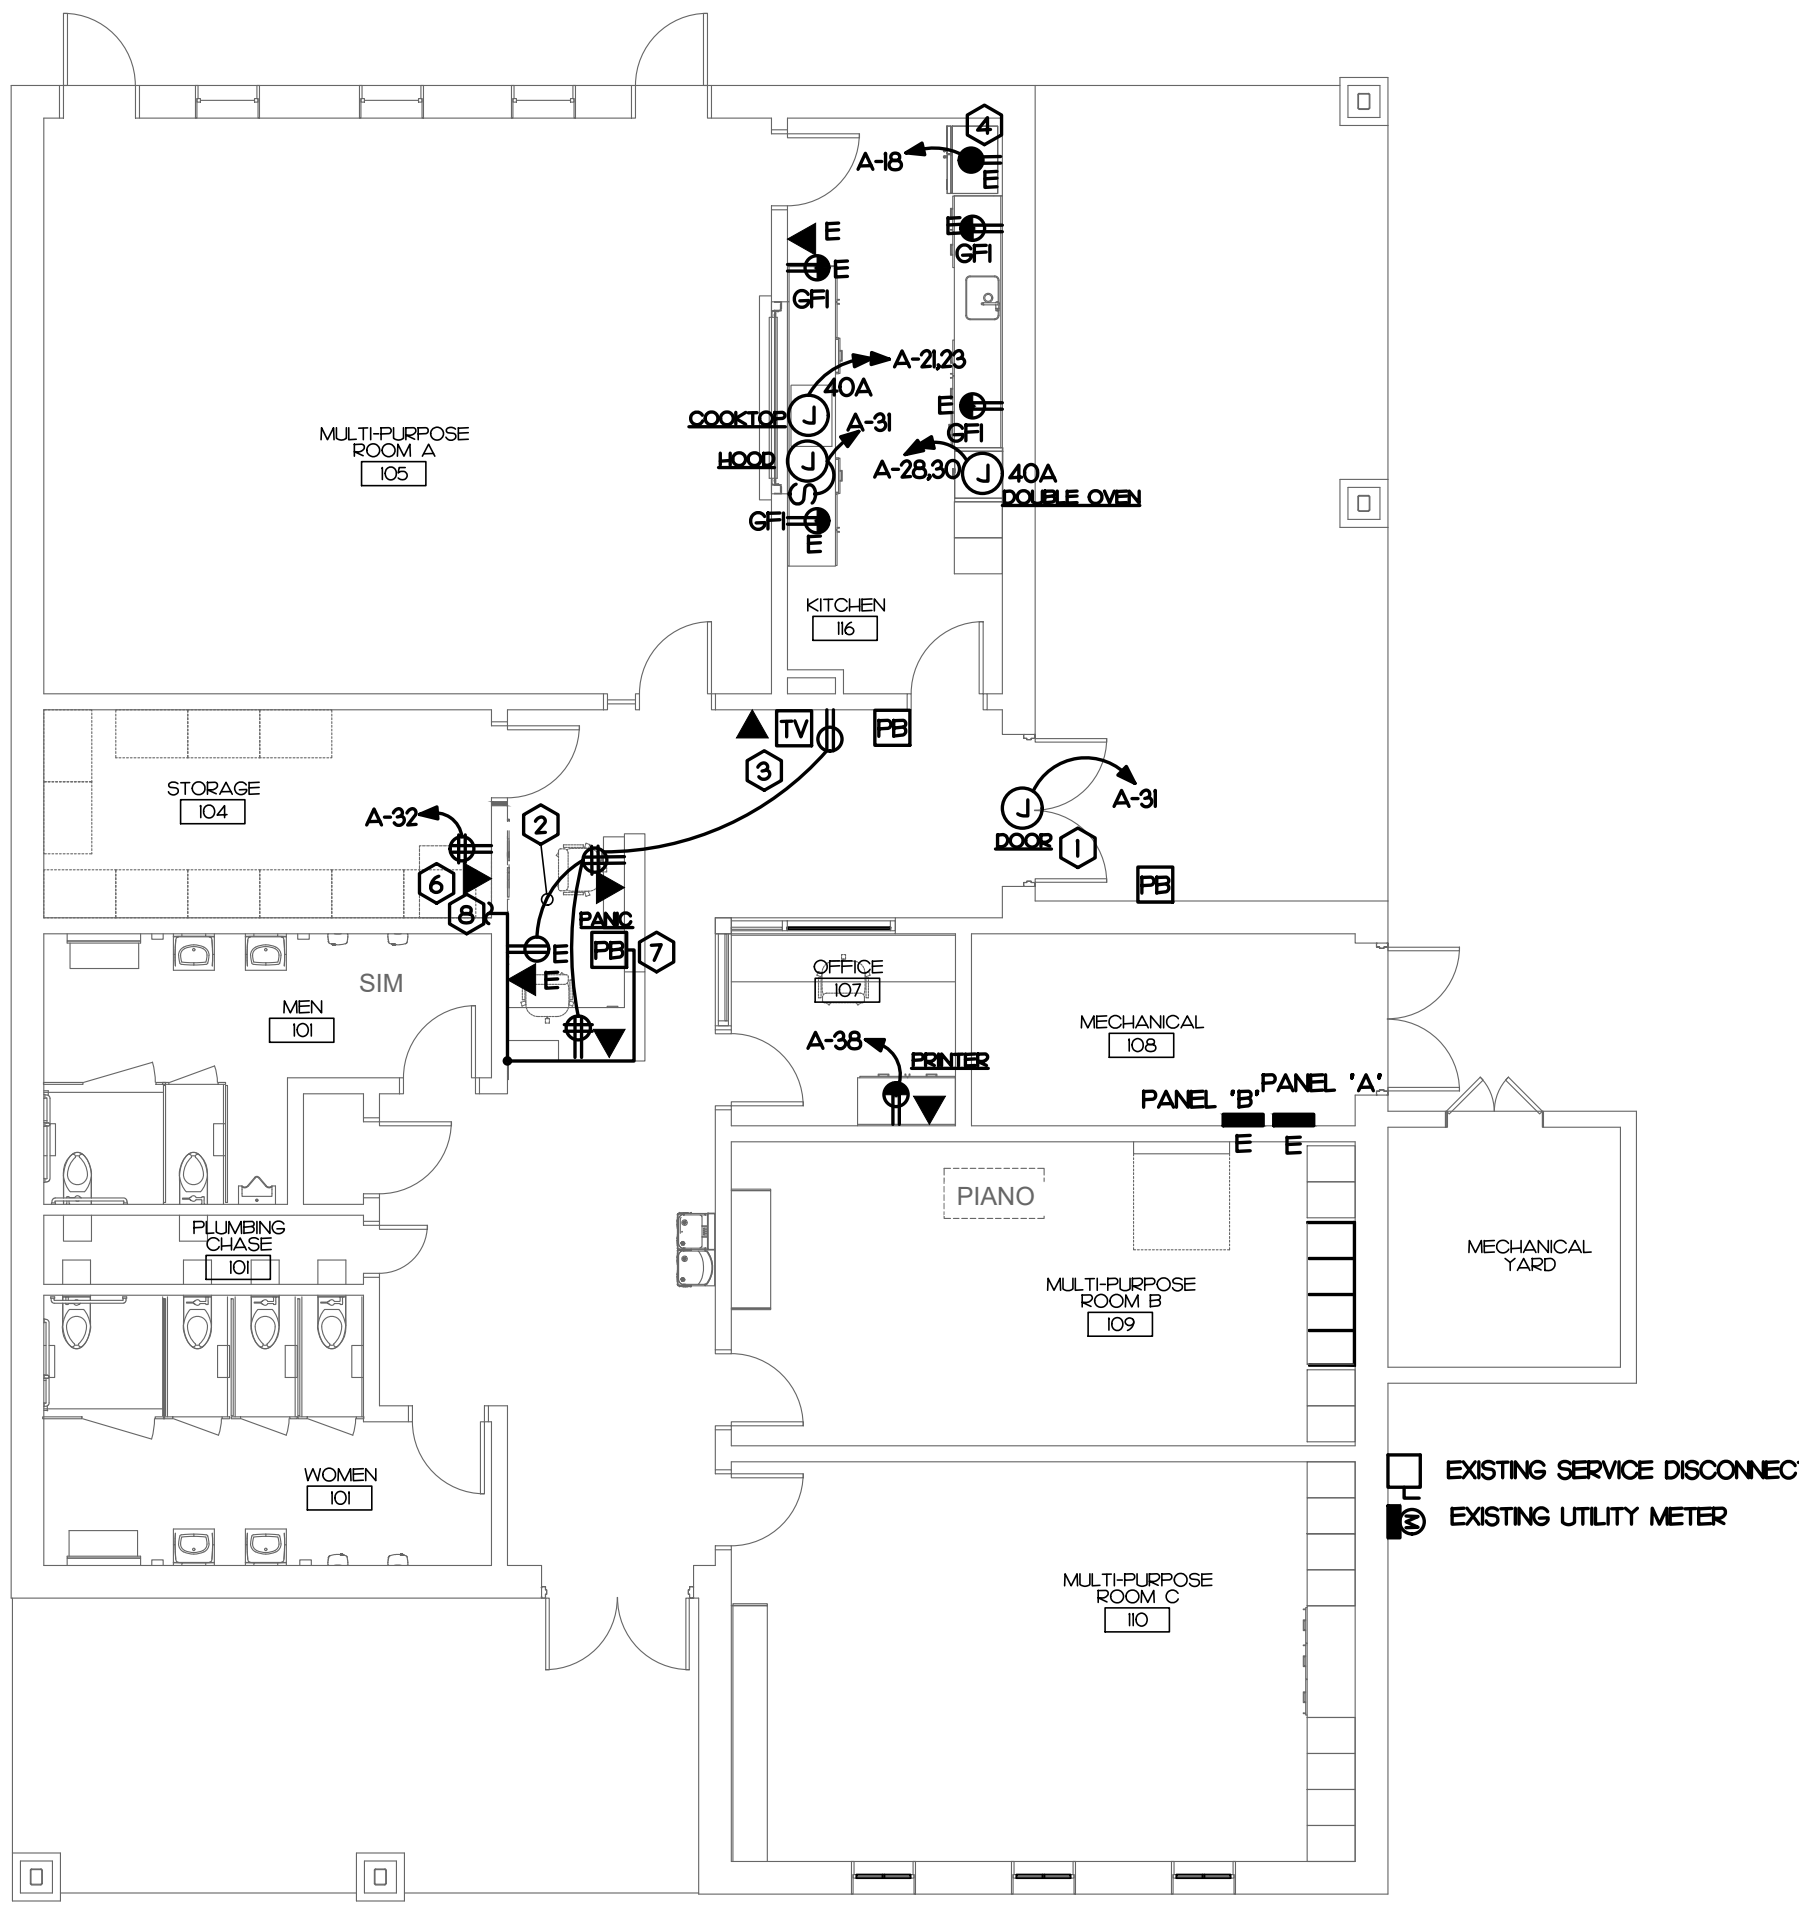 4
A-18
E
E
E
GFI
E
GFI
A-21,23
40A
COOKTOP
A-31
E
GFI
HOOD
J
J
A-28,30
J
40A
DOUBLE OVEN
S
GFI
E
MULTI-PURPOSE
ROOM A
105
KITCHEN
116
TV
PB
3
STORAGE
104
A-32
2
J
A-31
DOOR
1
6
8
PB
PANIC
PB
7
E
E
SIM
MEN
101
OFFICE
107
A-38
PRINTER
MECHANICAL
108
PANEL 'B'
PANEL 'A'
E
E
PIANO
PLUMBING
CHASE
101
MULTI-PURPOSE
ROOM B
109
MECHANICAL
YARD
WOMEN
101
EXISTING SERVICE DISCONNECT
M
EXISTING UTILITY METER
MULTI-PURPOSE
ROOM C
110